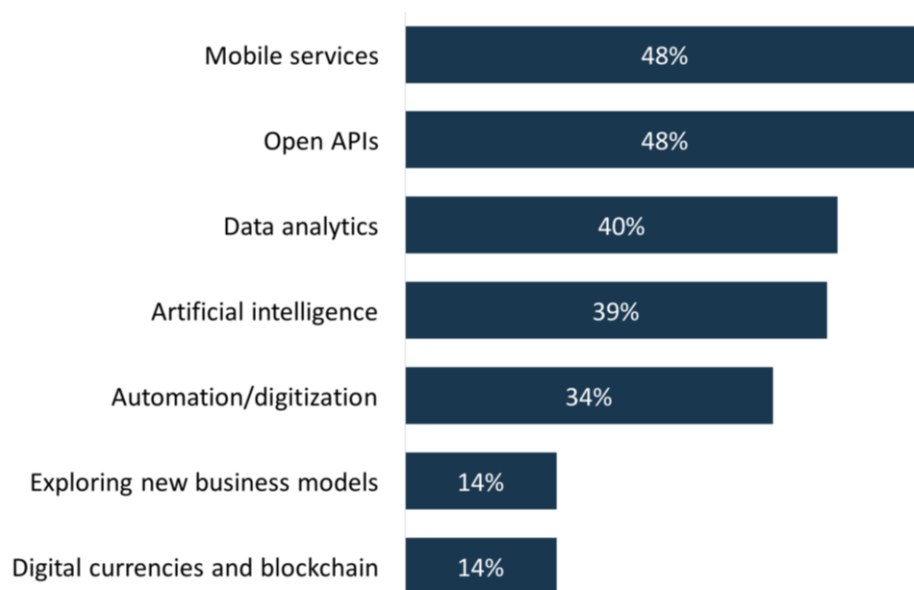 Mobile services 48%
Open APIs 48%
Data analytics 40%
Artificial intelligence 39%
Automation/digitization 34%
Exploring new business models 14%
Digital currencies and blockchain 14%